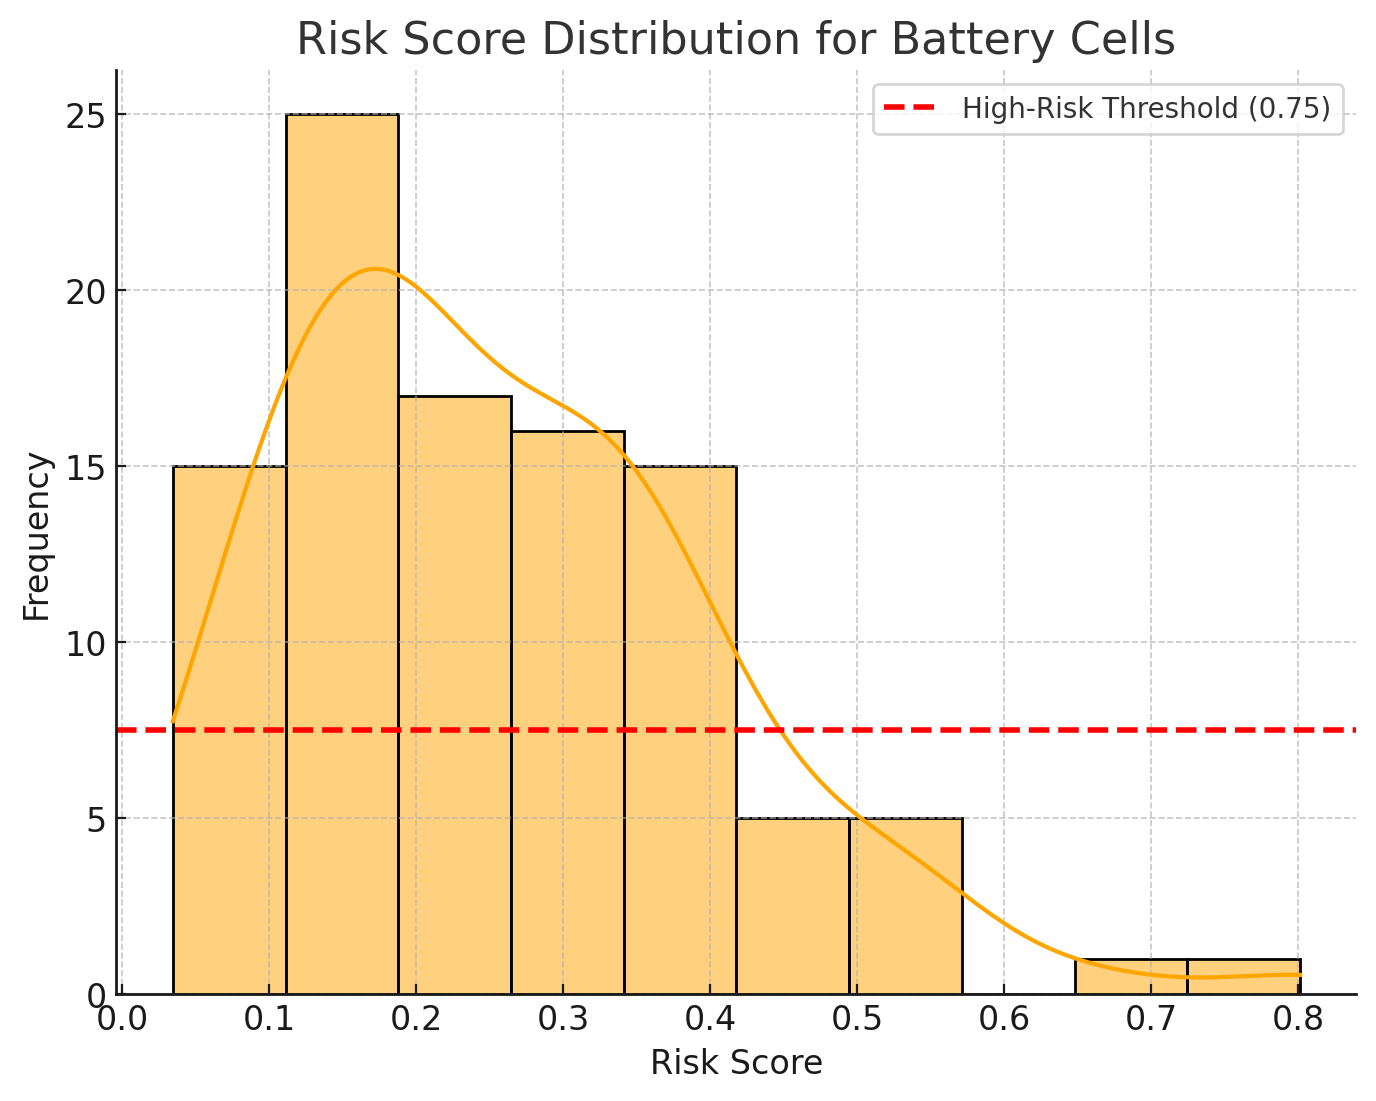 Risk Score Distribution for Battery Cells
High-Risk Threshold (0.75)
25
20
15
10
5
0
Frequency
0.0 0.1 0.2 0.3 0.4 0.5 0.6 0.7 0.8
Risk Score